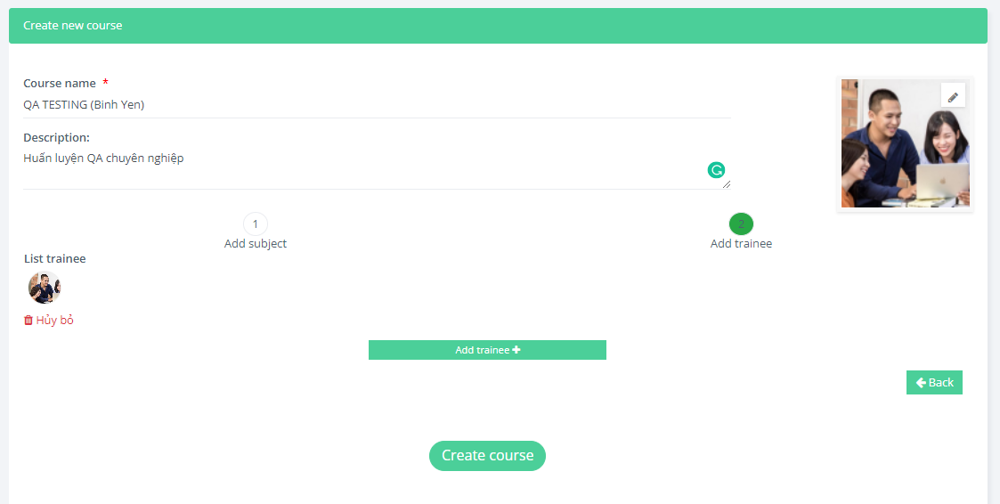 Create new course
Course name *
QA TESTING (Binh Yen)
Description:
Huấn luyện QA chuyên nghiệp
1
2
Add subject
Add trainee
List trainee
Hủy bỏ
Add trainee
Back
Create course